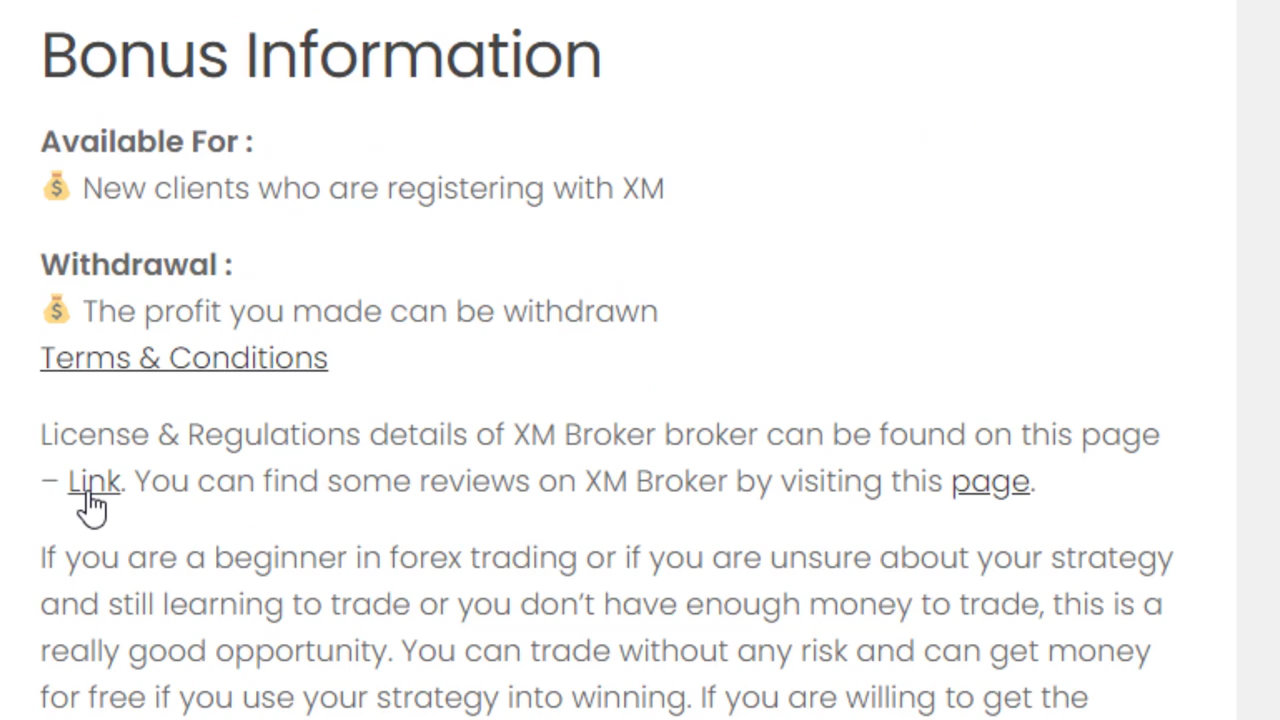 Bonus Information
Available For :
💰 New clients who are registering with XM
Withdrawal :
💰 The profit you made can be withdrawn
Terms & Conditions
License & Regulations details of XM Broker broker can be found on this page
– Link. You can find some reviews on XM Broker by visiting this page.
If you are a beginner in forex trading or if you are unsure about your strategy
and still learning to trade or you don’t have enough money to trade, this is a
really good opportunity. You can trade without any risk and can get money
for free if you use your strategy into winning. If you are willing to get the